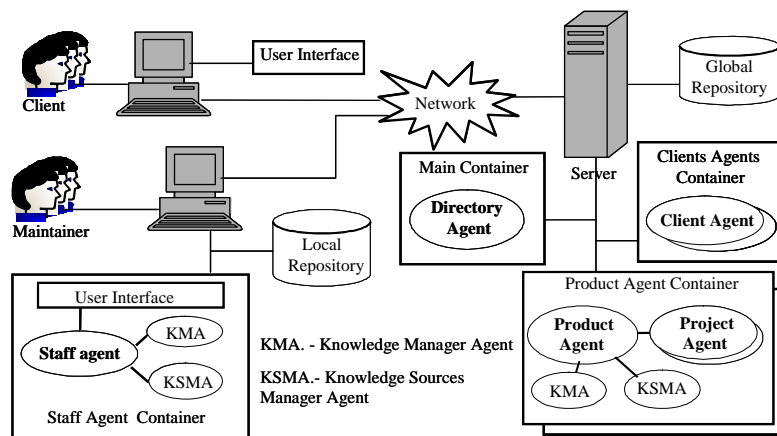 User Interface
Client
Network
Global
Repository
Server
Maintainer
Local
Repository
Main Container
Directory
Agent
Clients Agents
Container
Client Agent
User Interface
Staff agent
KMA
KSMA
Staff Agent Container
KMA. - Knowledge Manager Agent
KSMA.- Knowledge Sources
Manager Agent
Product Agent Container
Product
Agent
Project
Agent
KMA
KSMA